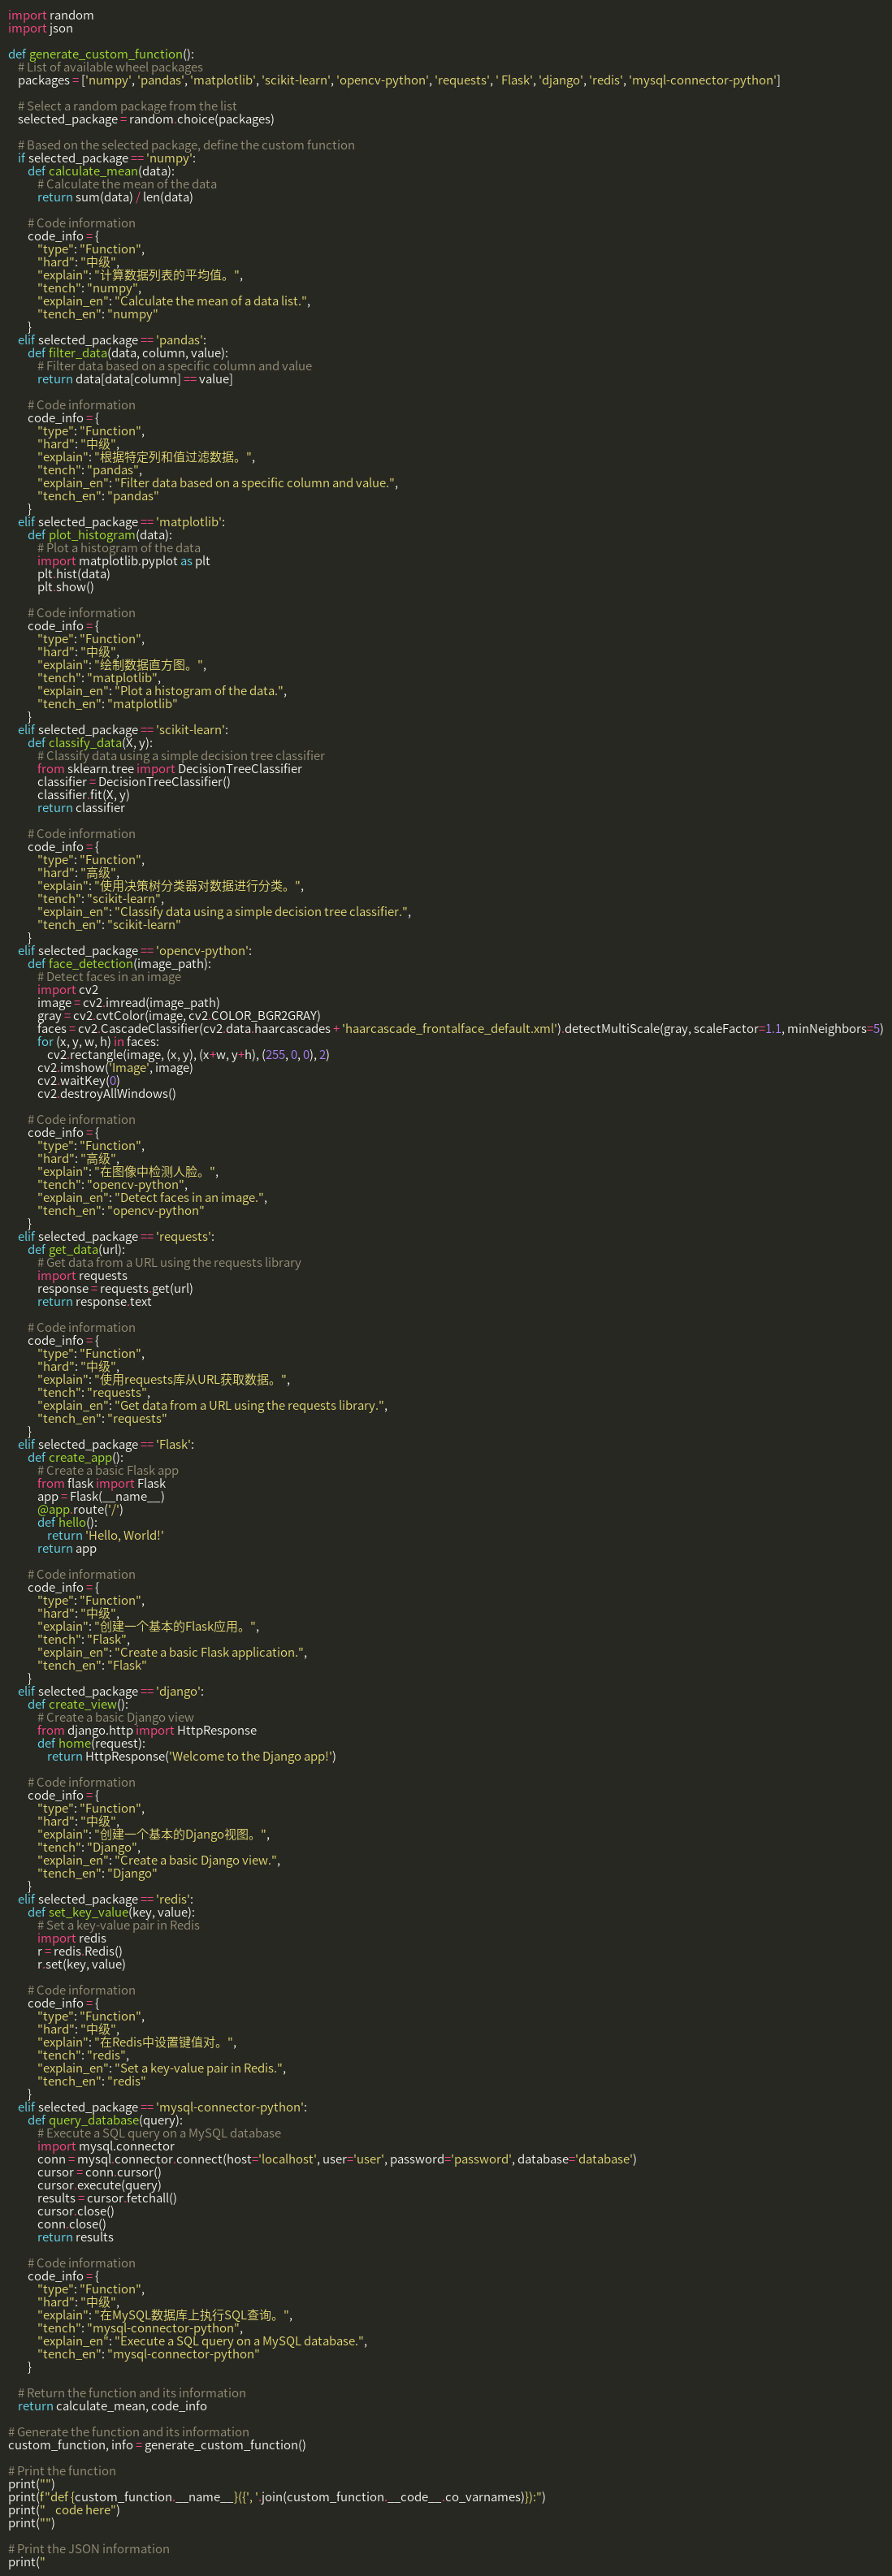 import random
import json

def generate_custom_function():
    # List of available wheel packages
    packages = ['numpy', 'pandas', 'matplotlib', 'scikit-learn', 'opencv-python', 'requests', ' Flask', 'django', 'redis', 'mysql-connector-python']

    # Select a random package from the list
    selected_package = random.choice(packages)

    # Based on the selected package, define the custom function
    if selected_package == 'numpy':
        def calculate_mean(data):
            # Calculate the mean of the data
            return sum(data) / len(data)

        # Code information
        code_info = {
            "type": "Function",
            "hard": "中级",
            "explain": "计算数据列表的平均值。",
            "tench": "numpy",
            "explain_en": "Calculate the mean of a data list.",
            "tench_en": "numpy"
        }
    elif selected_package == 'pandas':
        def filter_data(data, column, value):
            # Filter data based on a specific column and value
            return data[data[column] == value]

        # Code information
        code_info = {
            "type": "Function",
            "hard": "中级",
            "explain": "根据特定列和值过滤数据。",
            "tench": "pandas",
            "explain_en": "Filter data based on a specific column and value.",
            "tench_en": "pandas"
        }
    elif selected_package == 'matplotlib':
        def plot_histogram(data):
            # Plot a histogram of the data
            import matplotlib.pyplot as plt
            plt.hist(data)
            plt.show()

        # Code information
        code_info = {
            "type": "Function",
            "hard": "中级",
            "explain": "绘制数据直方图。",
            "tench": "matplotlib",
            "explain_en": "Plot a histogram of the data.",
            "tench_en": "matplotlib"
        }
    elif selected_package == 'scikit-learn':
        def classify_data(X, y):
            # Classify data using a simple decision tree classifier
            from sklearn.tree import DecisionTreeClassifier
            classifier = DecisionTreeClassifier()
            classifier.fit(X, y)
            return classifier

        # Code information
        code_info = {
            "type": "Function",
            "hard": "高级",
            "explain": "使用决策树分类器对数据进行分类。",
            "tench": "scikit-learn",
            "explain_en": "Classify data using a simple decision tree classifier.",
            "tench_en": "scikit-learn"
        }
    elif selected_package == 'opencv-python':
        def face_detection(image_path):
            # Detect faces in an image
            import cv2
            image = cv2.imread(image_path)
            gray = cv2.cvtColor(image, cv2.COLOR_BGR2GRAY)
            faces = cv2.CascadeClassifier(cv2.data.haarcascades + 'haarcascade_frontalface_default.xml').detectMultiScale(gray, scaleFactor=1.1, minNeighbors=5)
            for (x, y, w, h) in faces:
                cv2.rectangle(image, (x, y), (x+w, y+h), (255, 0, 0), 2)
            cv2.imshow('Image', image)
            cv2.waitKey(0)
            cv2.destroyAllWindows()

        # Code information
        code_info = {
            "type": "Function",
            "hard": "高级",
            "explain": "在图像中检测人脸。",
            "tench": "opencv-python",
            "explain_en": "Detect faces in an image.",
            "tench_en": "opencv-python"
        }
    elif selected_package == 'requests':
        def get_data(url):
            # Get data from a URL using the requests library
            import requests
            response = requests.get(url)
            return response.text

        # Code information
        code_info = {
            "type": "Function",
            "hard": "中级",
            "explain": "使用requests库从URL获取数据。",
            "tench": "requests",
            "explain_en": "Get data from a URL using the requests library.",
            "tench_en": "requests"
        }
    elif selected_package == 'Flask':
        def create_app():
            # Create a basic Flask app
            from flask import Flask
            app = Flask(__name__)
            @app.route('/')
            def hello():
                return 'Hello, World!'
            return app

        # Code information
        code_info = {
            "type": "Function",
            "hard": "中级",
            "explain": "创建一个基本的Flask应用。",
            "tench": "Flask",
            "explain_en": "Create a basic Flask application.",
            "tench_en": "Flask"
        }
    elif selected_package == 'django':
        def create_view():
            # Create a basic Django view
            from django.http import HttpResponse
            def home(request):
                return HttpResponse('Welcome to the Django app!')

        # Code information
        code_info = {
            "type": "Function",
            "hard": "中级",
            "explain": "创建一个基本的Django视图。",
            "tench": "Django",
            "explain_en": "Create a basic Django view.",
            "tench_en": "Django"
        }
    elif selected_package == 'redis':
        def set_key_value(key, value):
            # Set a key-value pair in Redis
            import redis
            r = redis.Redis()
            r.set(key, value)

        # Code information
        code_info = {
            "type": "Function",
            "hard": "中级",
            "explain": "在Redis中设置键值对。",
            "tench": "redis",
            "explain_en": "Set a key-value pair in Redis.",
            "tench_en": "redis"
        }
    elif selected_package == 'mysql-connector-python':
        def query_database(query):
            # Execute a SQL query on a MySQL database
            import mysql.connector
            conn = mysql.connector.connect(host='localhost', user='user', password='password', database='database')
            cursor = conn.cursor()
            cursor.execute(query)
            results = cursor.fetchall()
            cursor.close()
            conn.close()
            return results

        # Code information
        code_info = {
            "type": "Function",
            "hard": "中级",
            "explain": "在MySQL数据库上执行SQL查询。",
            "tench": "mysql-connector-python",
            "explain_en": "Execute a SQL query on a MySQL database.",
            "tench_en": "mysql-connector-python"
        }

    # Return the function and its information
    return calculate_mean, code_info

# Generate the function and its information
custom_function, info = generate_custom_function()

# Print the function
print("")
print(f"def {custom_function.__name__}({', '.join(custom_function.__code__.co_varnames)}):")
print("    code here")
print("")

# Print the JSON information
print("